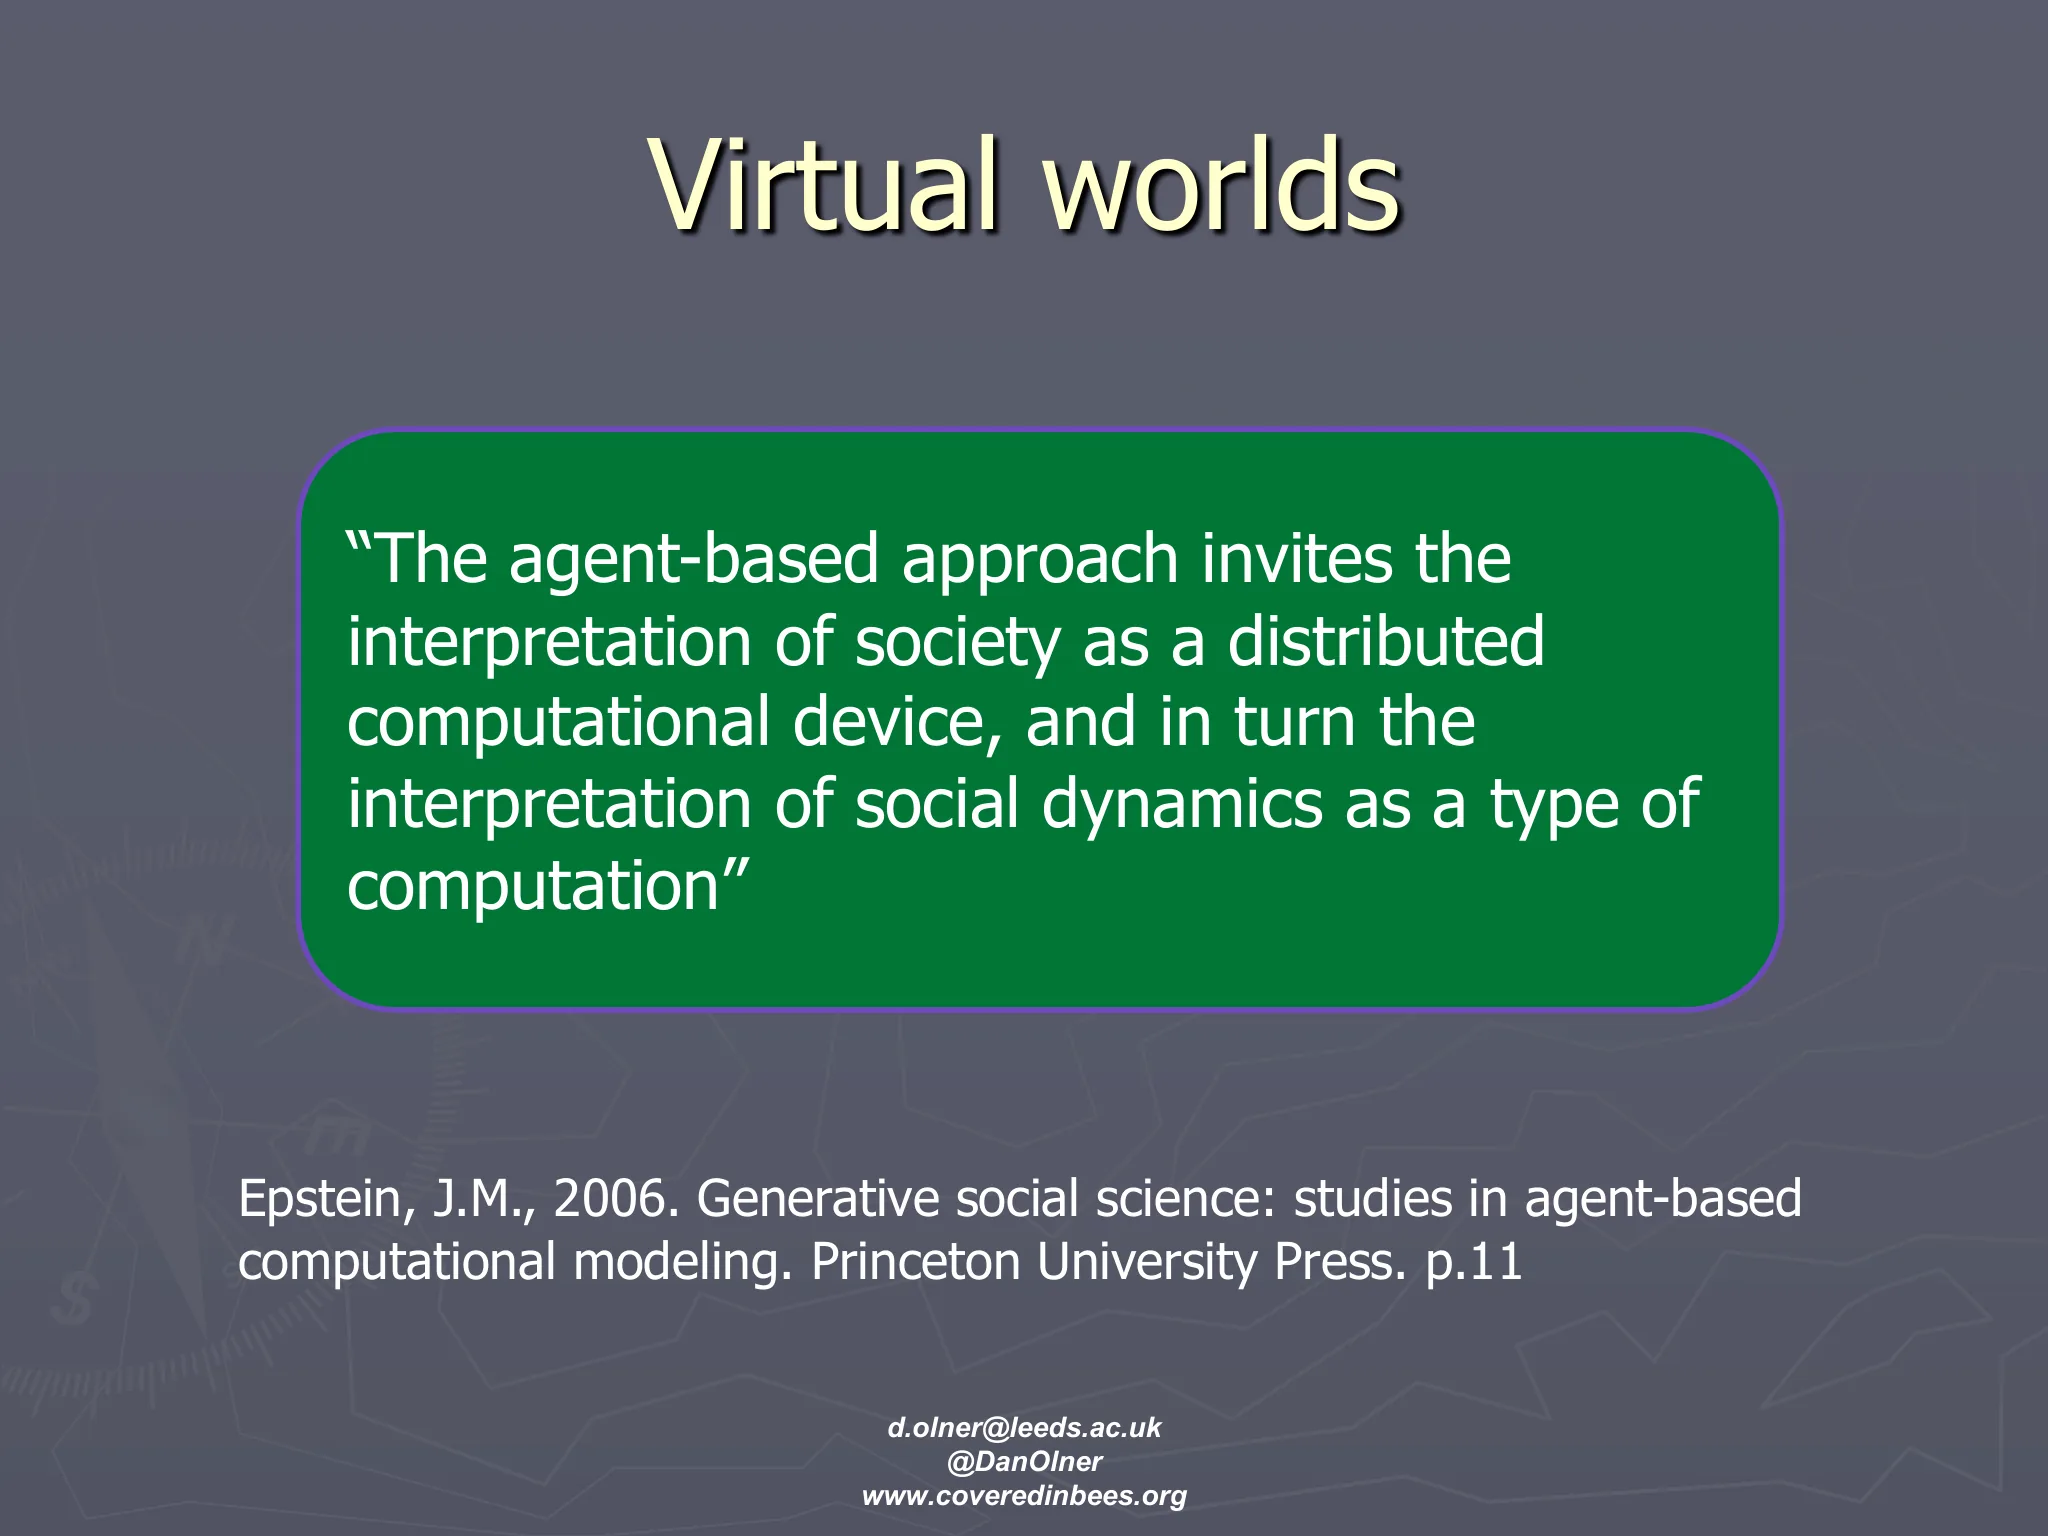 Virtual worlds
“The agent-based approach invites the
interpretation of society as a distributed
computational device, and in turn the
interpretation of social dynamics as a type of
computation”
N
E
S
Epstein, J.M., 2006. Generative social science: studies in agent-based
computational modeling. Princeton University Press. p.11
d.olner@leeds.ac.uk
@DanOlner
www.coveredinbees.org